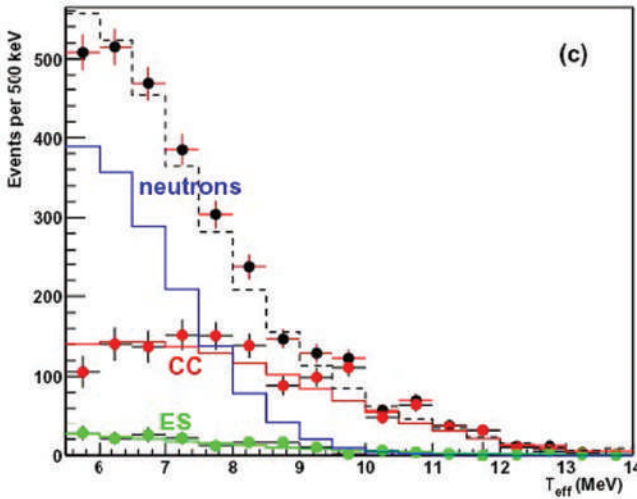 (c)
Events per 500 keV
500
400
300
200
100
0
neutrons
CC
ES
6 7 8 9 10 11 12 13 14
T_eff (MeV)